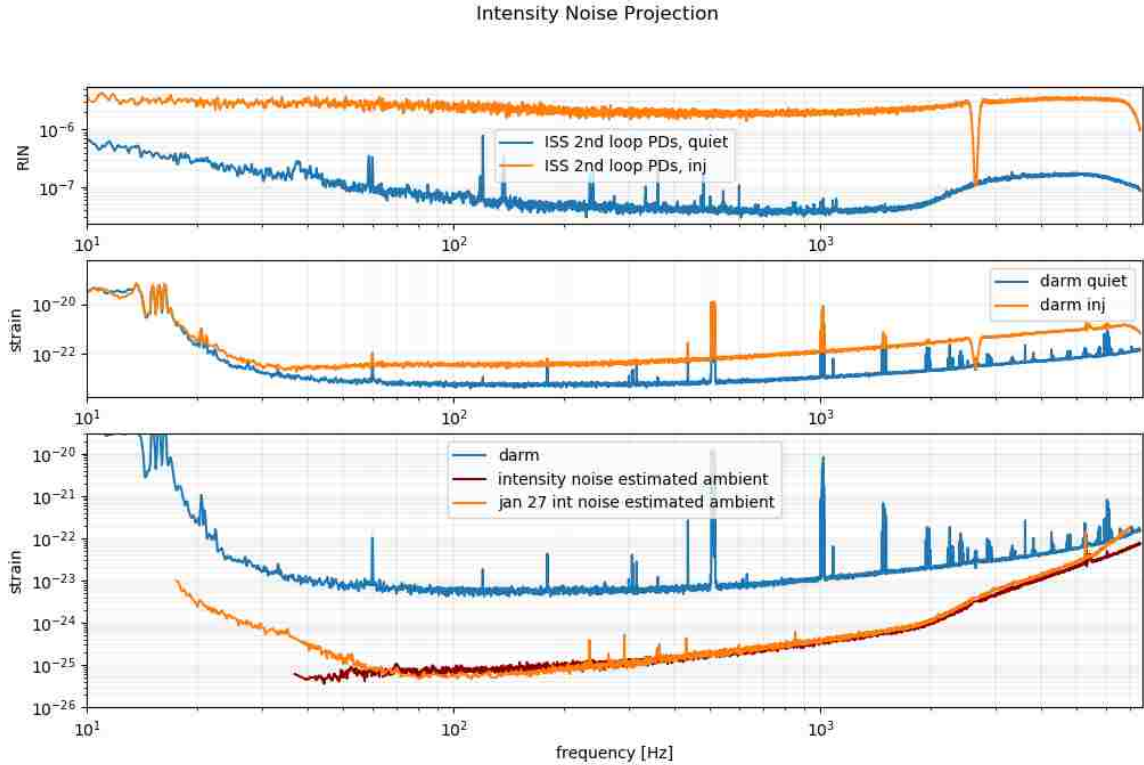 Intensity Noise Projection
RIN
10⁻⁶
10⁻⁷
ISS 2nd loop PDs, quiet
ISS 2nd loop PDs, inj
10¹ 10² 10³
strain
10⁻²⁰
10⁻²²
darm quiet
darm inj
10¹ 10² 10³
strain
10⁻²⁰
10⁻²¹
10⁻²²
10⁻²³
10⁻²⁴
10⁻²⁵
10⁻²⁶
darm
intensity noise estimated ambient
jan 27 int noise estimated ambient
10¹ 10² 10³
frequency [Hz]